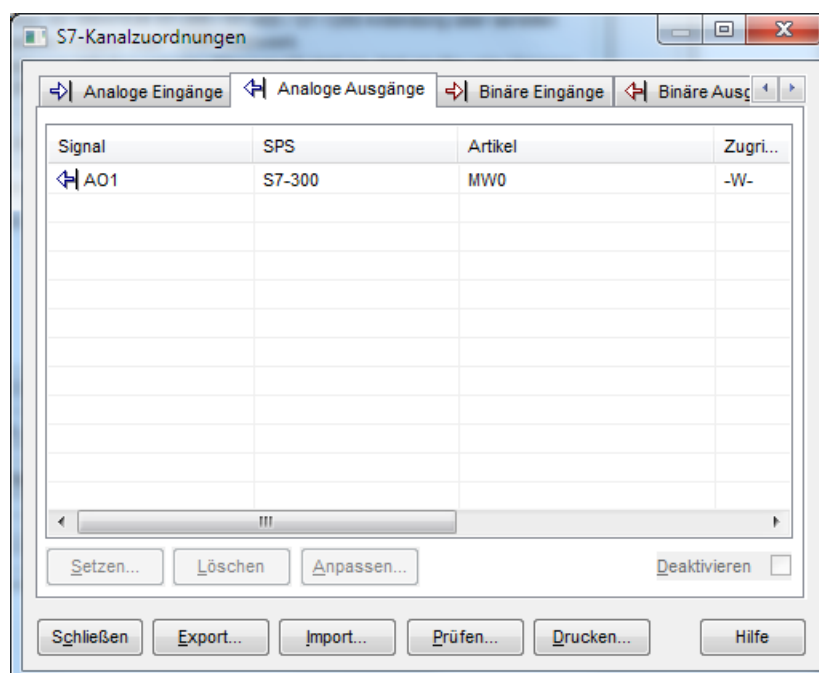 S7-Kanalzuordnungen
Analoge Eingänge Analoge Ausgänge Binäre Eingänge Binäre Ausg
Signal SPS Artikel Zugri...
AO1 S7-300 MW0 -W-
Setzen... Löschen Anpassen... Deaktivieren
Schließen Export... Import... Prüfen... Drucken... Hilfe